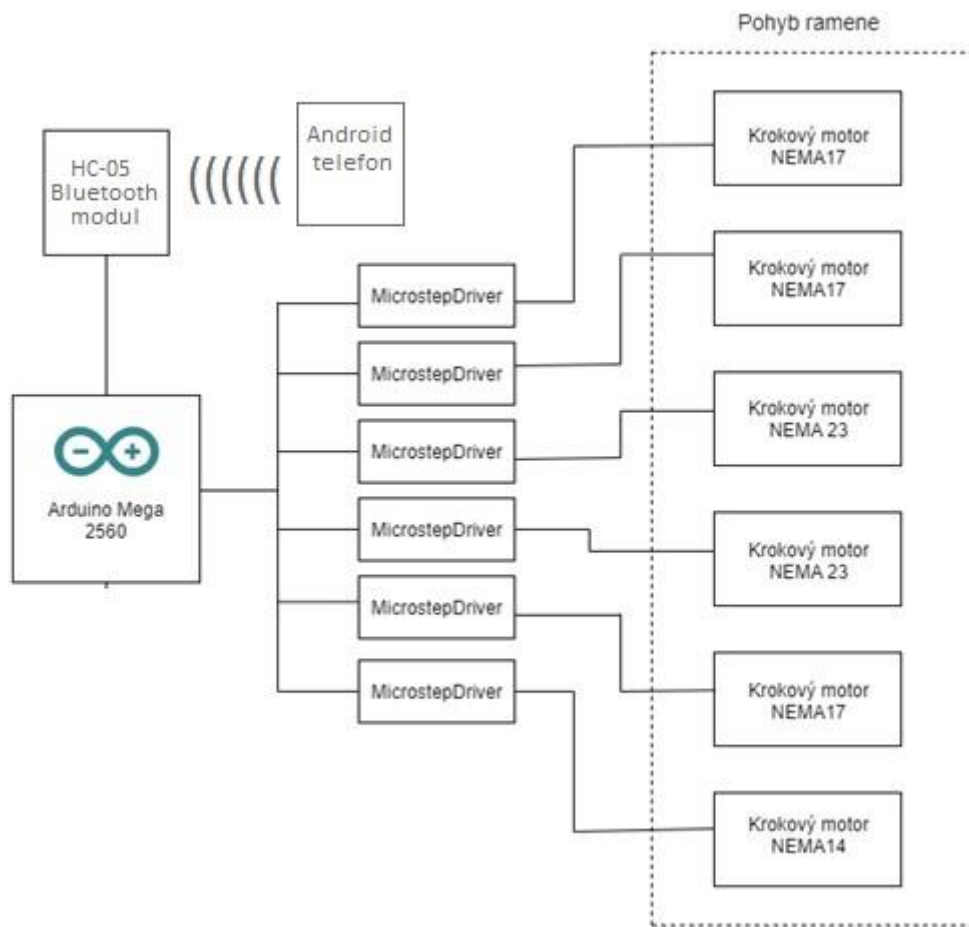 Pohyb ramene
Android
telefon
HC-05
Bluetooth
modul
Krokový motor
NEMA17
Krokový motor
NEMA17
MicrostepDriver
MicrostepDriver
Krokový motor
NEMA 23
MicrostepDriver
Arduino Mega
2560
MicrostepDriver
Krokový motor
NEMA 23
MicrostepDriver
Krokový motor
NEMA17
MicrostepDriver
Krokový motor
NEMA14